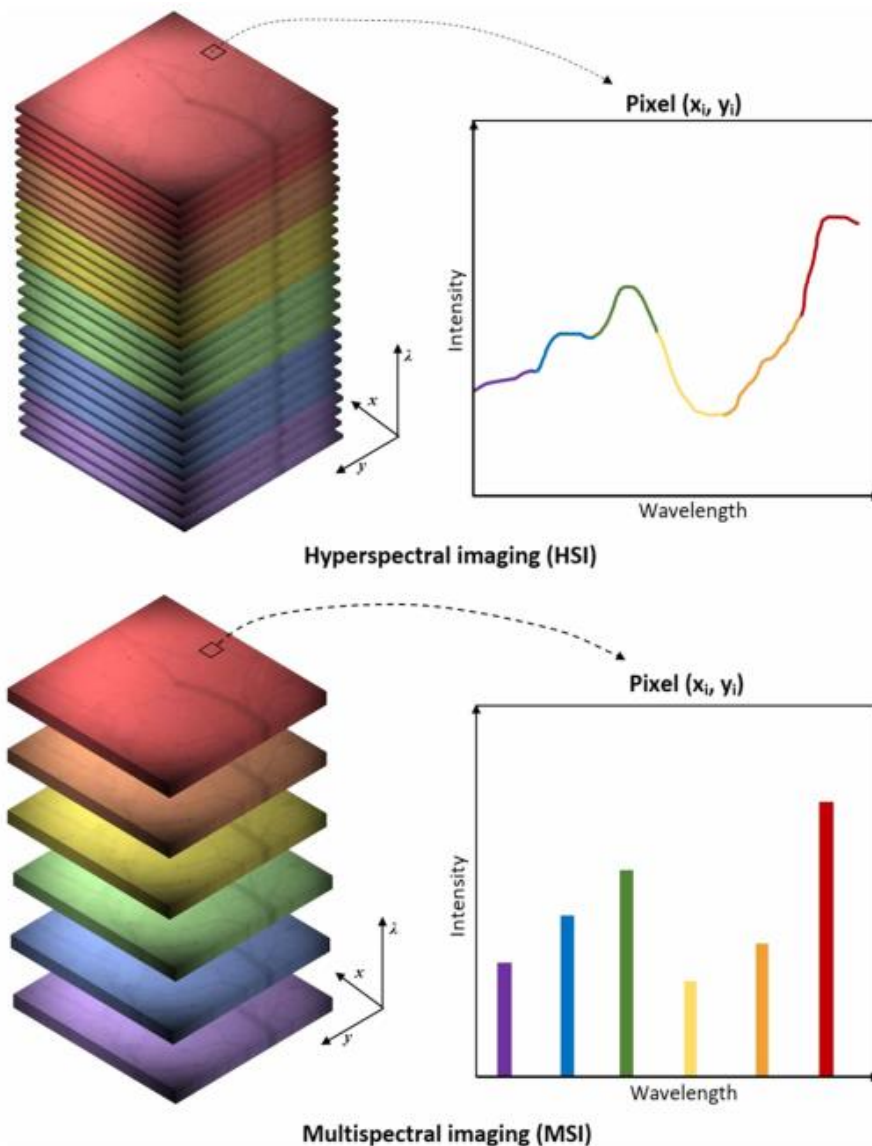 Pixel (xᵢ, yᵢ)
Intensity
λ
x
y
Wavelength
Hyperspectral imaging (HSI)
Pixel (xᵢ, yᵢ)
Intensity
λ
x
y
Wavelength
Multispectral imaging (MSI)